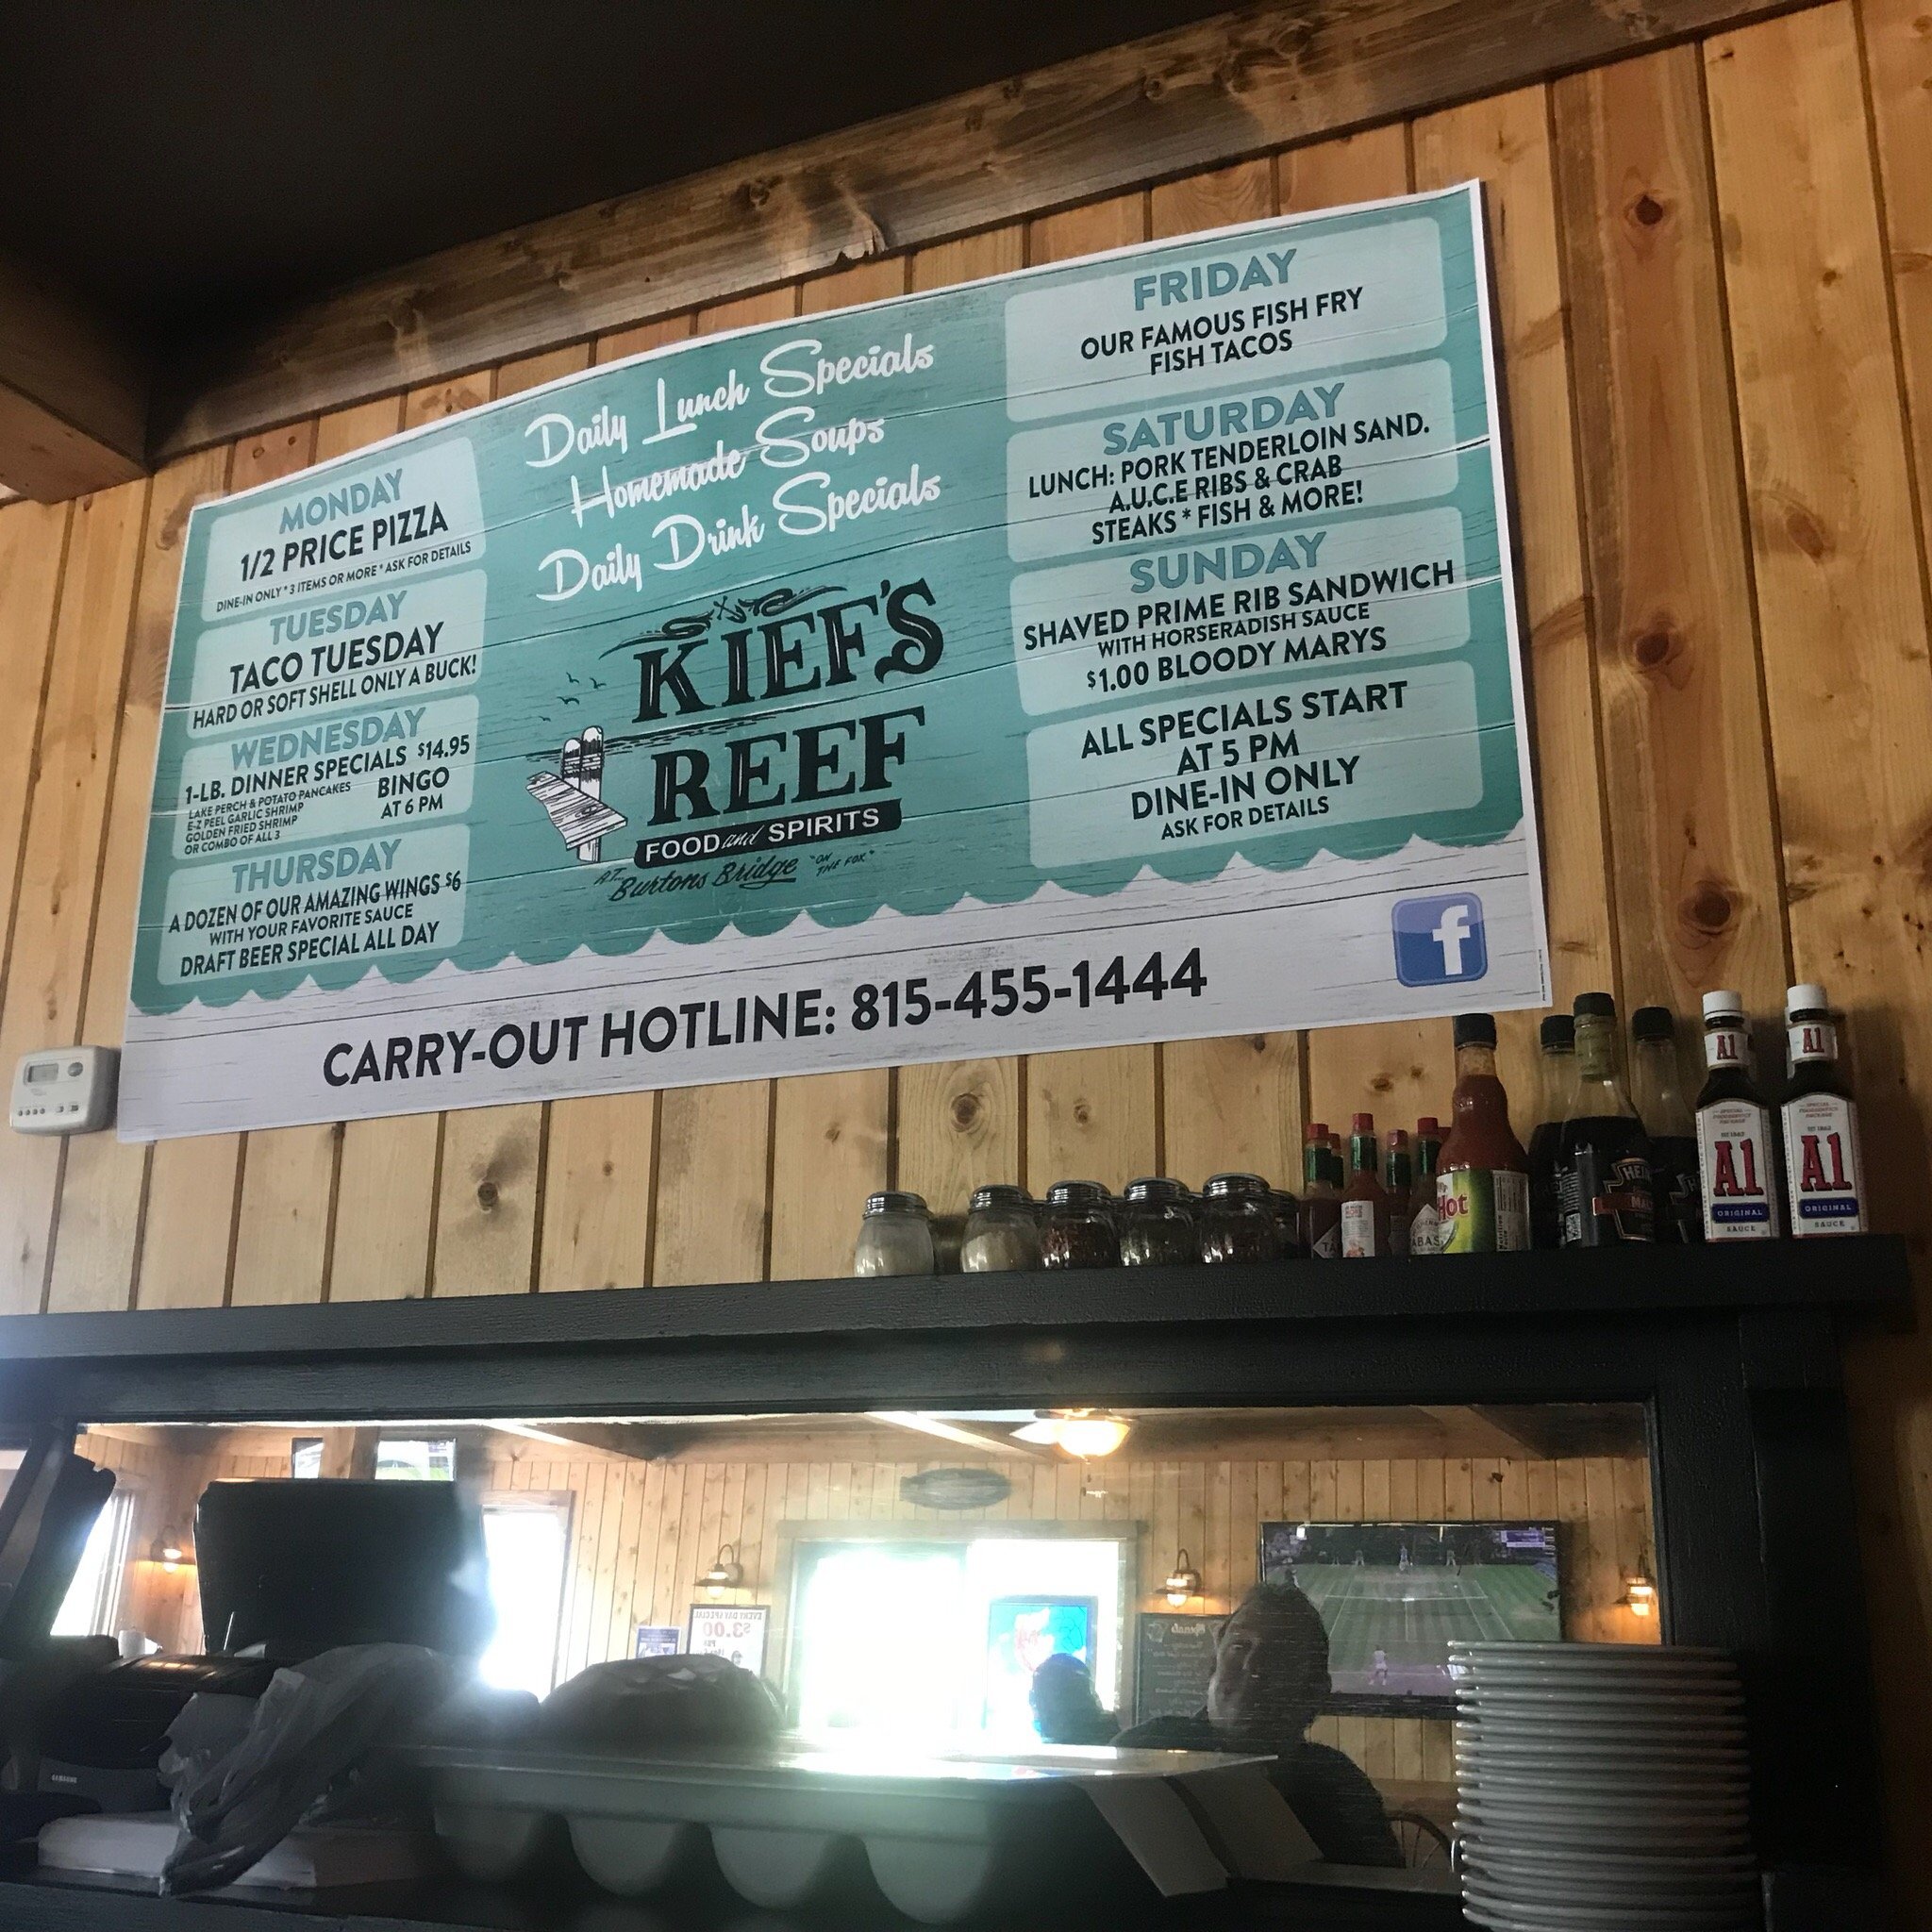 Daily Lunch Specials
Homemade Soups
Daily Drink Specials
MONDAY
1/2 PRICE PIZZA
DINE-IN ONLY * 3 ITEMS OR MORE * ASK FOR DETAILS
TUESDAY
TACO TUESDAY
HARD OR SOFT SHELL ONLY A BUCK!
WEDNESDAY
1-LB. DINNER SPECIALS $14.95
LAKE PERCH & POTATO PANCAKES
E-Z PEEL GARLIC SHRIMP
GOLDEN FRIED SHRIMP
OR COMBO OF ALL 3
BINGO
AT 6 PM
THURSDAY
A DOZEN OF OUR AMAZING WINGS $6
WITH YOUR FAVORITE SAUCE
DRAFT BEER SPECIAL ALL DAY
KIEF'S
REEF
FOOD and SPIRITS
AT Burtons Bridge "ON THE FOX"
FRIDAY
OUR FAMOUS FISH FRY
FISH TACOS
SATURDAY
LUNCH: PORK TENDERLOIN SAND.
A.U.C.E RIBS & CRAB
STEAKS * FISH & MORE!
SUNDAY
SHAVED PRIME RIB SANDWICH
WITH HORSERADISH SAUCE
$1.00 BLOODY MARYS
ALL SPECIALS START
AT 5 PM
DINE-IN ONLY
ASK FOR DETAILS
f
CARRY-OUT HOTLINE: 815-455-1444
Hot
A1
A1
A1
ORIGINAL
SAUCE
A1
ORIGINAL
SAUCE
$3.00